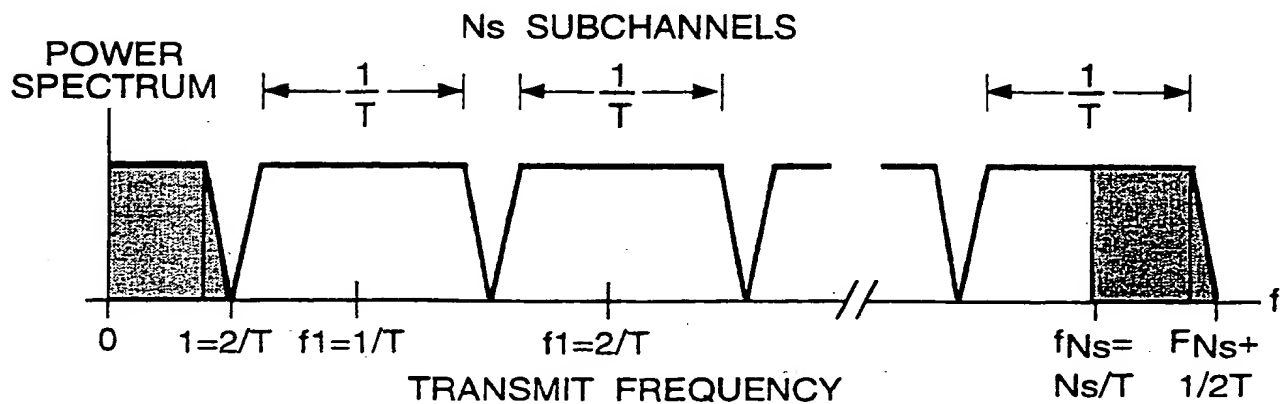 Ns SUBCHANNELS
POWER
SPECTRUM
1
T
1
T
1
T
0
1=2/T
f1=1/T
f1=2/T
fNs=
Ns/T
FNs+
1/2T
f
TRANSMIT FREQUENCY